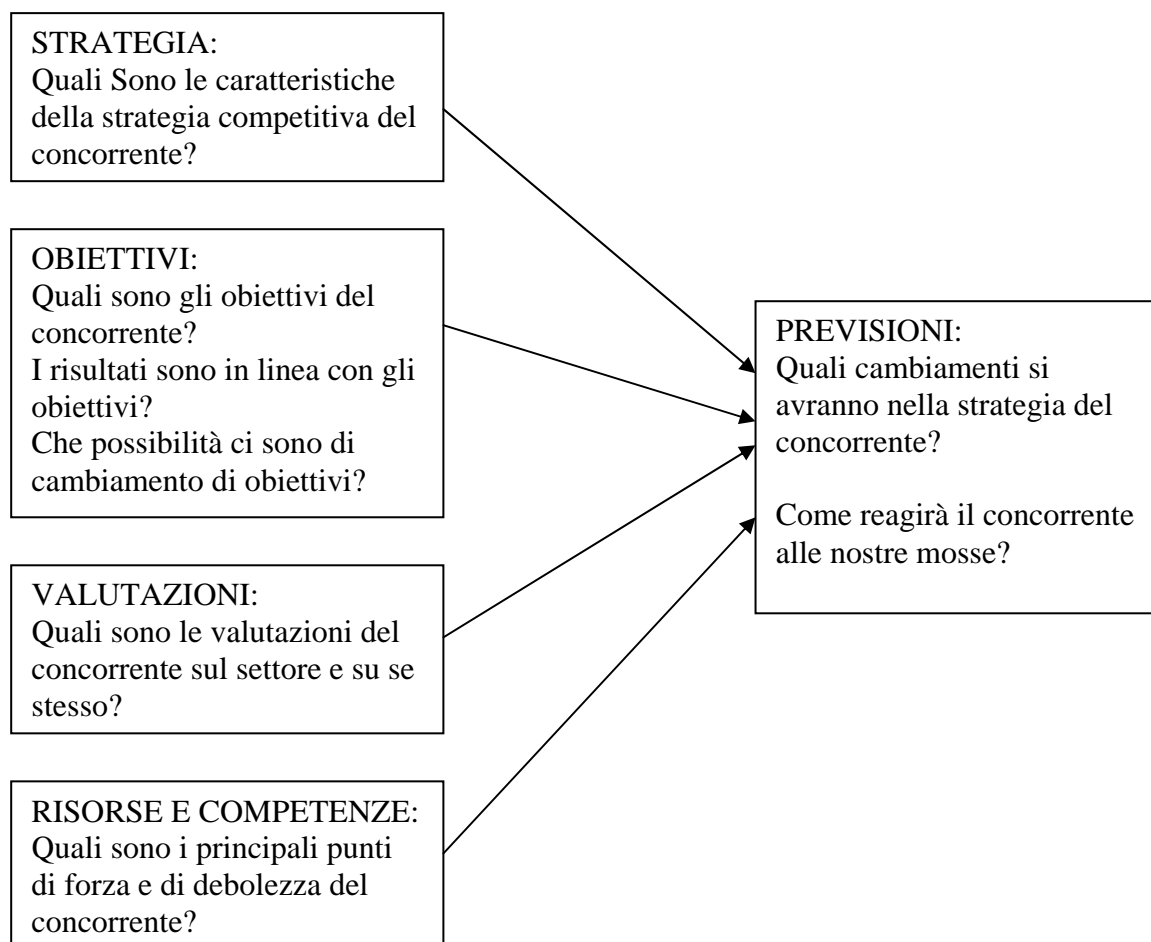 STRATEGIA:
Quali Sono le caratteristiche
della strategia competitiva del
concorrente?
OBIETTIVI:
Quali sono gli obiettivi del
concorrente?
I risultati sono in linea con gli
obiettivi?
Che possibilità ci sono di
cambiamento di obiettivi?
VALUTAZIONI:
Quali sono le valutazioni del
concorrente sul settore e su se
stesso?
RISORSE E COMPETENZE:
Quali sono i principali punti
di forza e di debolezza del
concorrente?
PREVISIONI:
Quali cambiamenti si
avranno nella strategia del
concorrente?
Come reagirà il concorrente
alle nostre mosse?